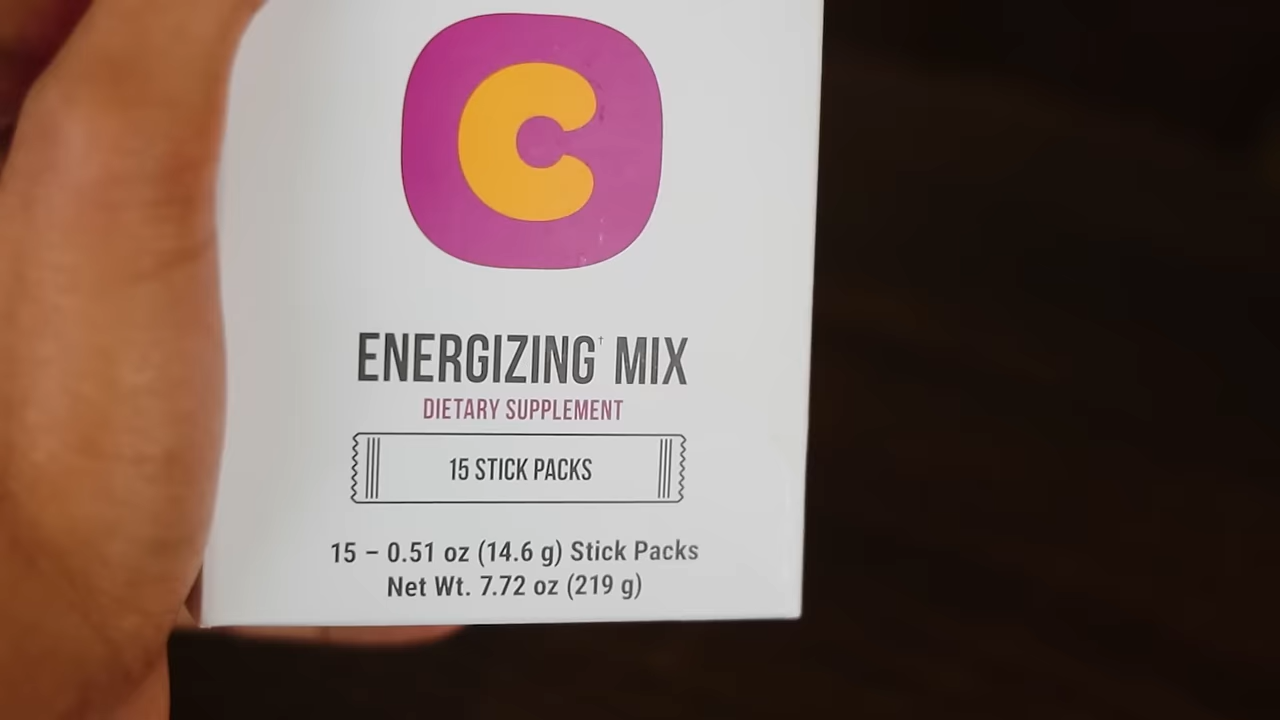 C
ENERGIZING† MIX
DIETARY SUPPLEMENT
15 STICK PACKS
15 – 0.51 oz (14.6 g) Stick Packs
Net Wt. 7.72 oz (219 g)